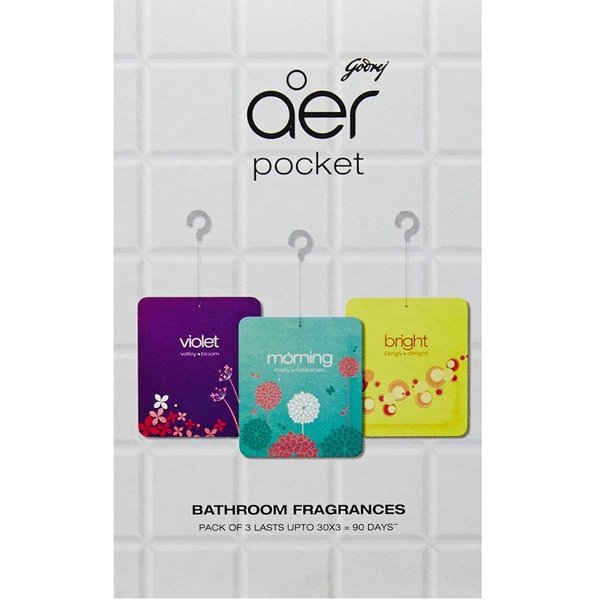 Godrej
aer
pocket
violet
valley • bloom
morning
misty • meadows
bright
tangy • delight
BATHROOM FRAGRANCES
PACK OF 3 LASTS UPTO 30X3 = 90 DAYS~